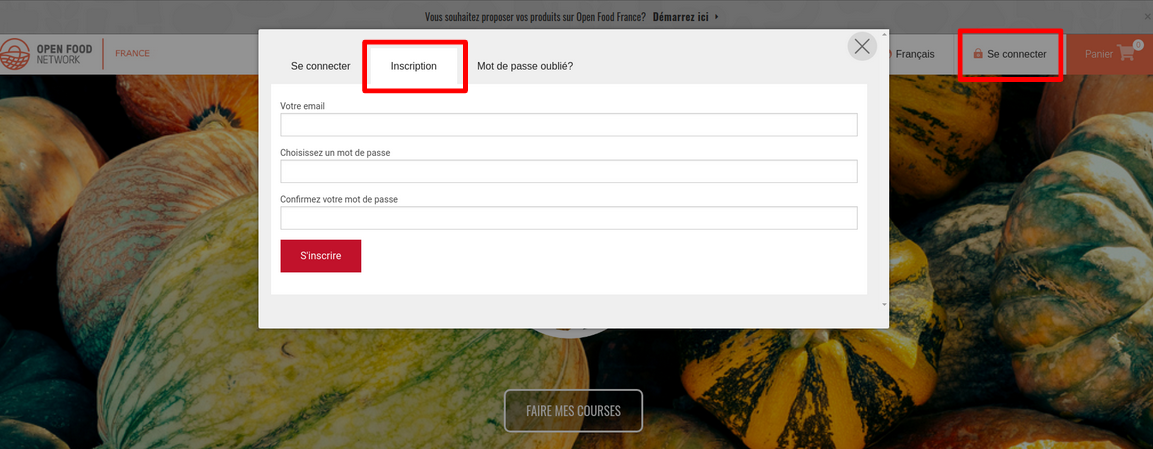 Vous souhaitez proposer vos produits sur Open Food France? Démarrez ici
OPEN FOOD
NETWORK
FRANCE
Français
Se connecter
Panier
0
Se connecter
Inscription
Mot de passe oublié?
Votre email
Choisissez un mot de passe
Confirmez votre mot de passe
S'inscrire
FAIRE MES COURSES